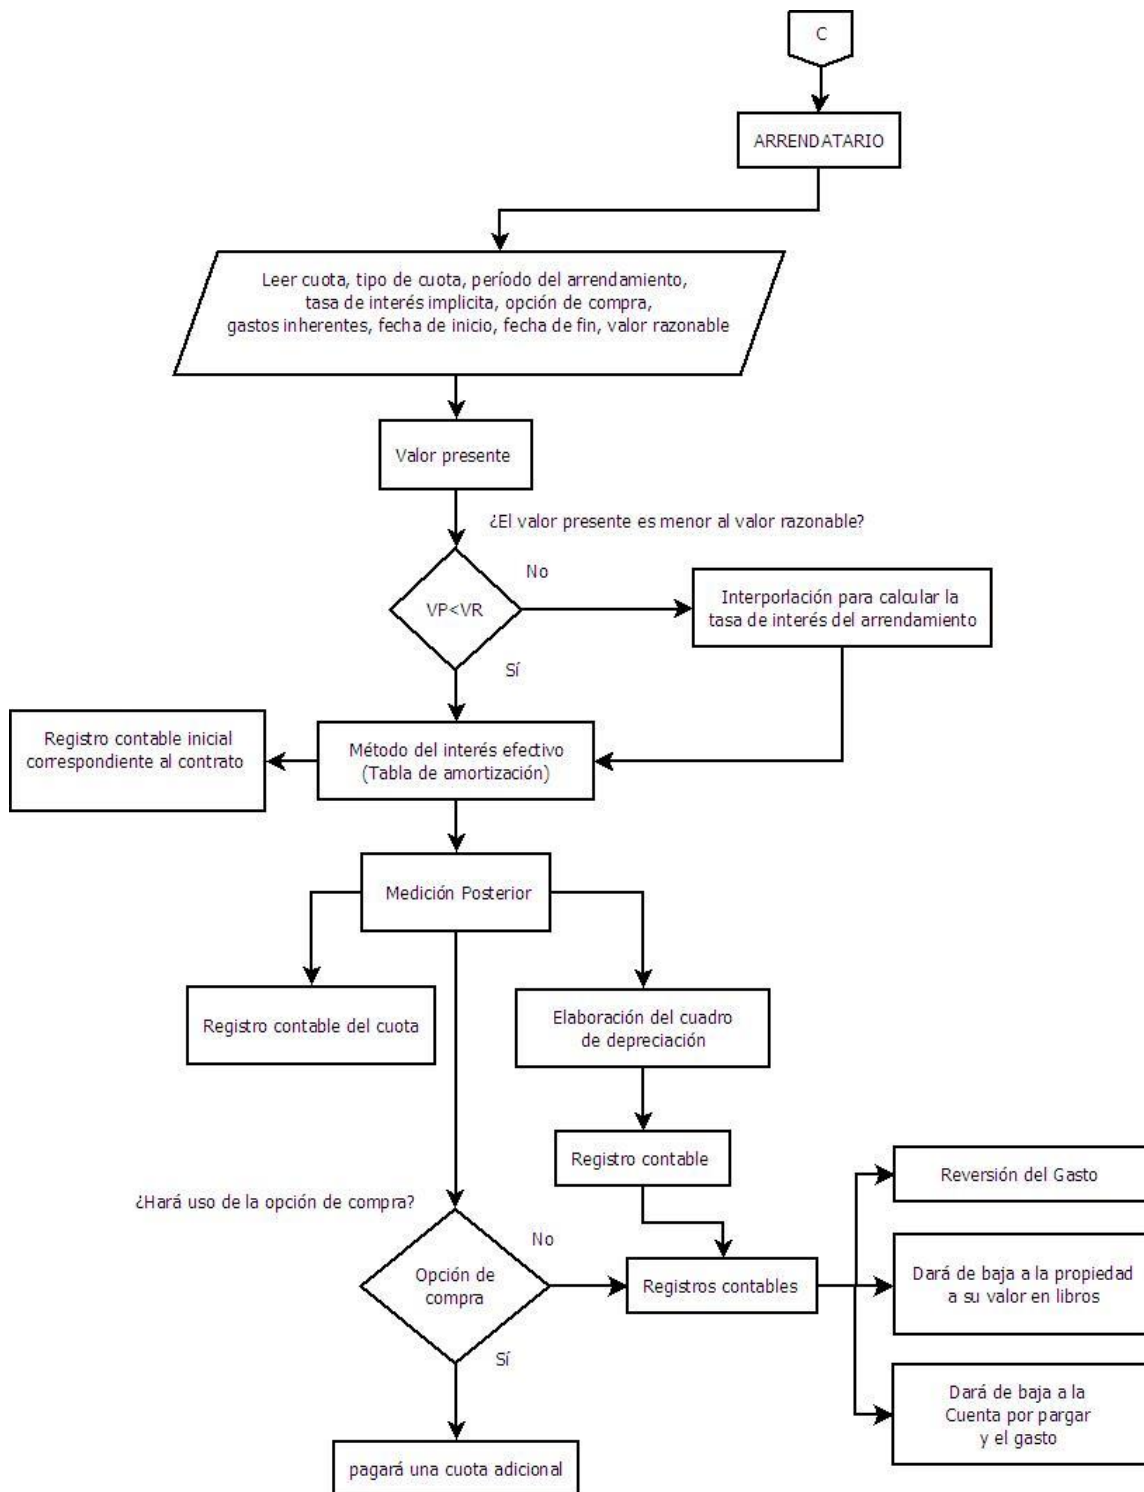 C
ARRENDATARIO
Leer cuota, tipo de cuota, período del arrendamiento,
tasa de interés implicita, opción de compra,
gastos inherentes, fecha de inicio, fecha de fin, valor razonable
Valor presente
¿El valor presente es menor al valor razonable?
No
VP<VR
Interporlación para calcular la
tasa de interés del arrendamiento
Sí
Registro contable inicial
correspondiente al contrato
Método del interés efectivo
(Tabla de amortización)
Medición Posterior
Registro contable del cuota
Elaboración del cuadro
de depreciación
Registro contable
¿Hará uso de la opción de compra?
No
Opción de
compra
Registros contables
Reversión del Gasto
Dará de baja a la propiedad
a su valor en libros
Sí
Dará de baja a la
Cuenta por pargar
y el gasto
pagará una cuota adicional